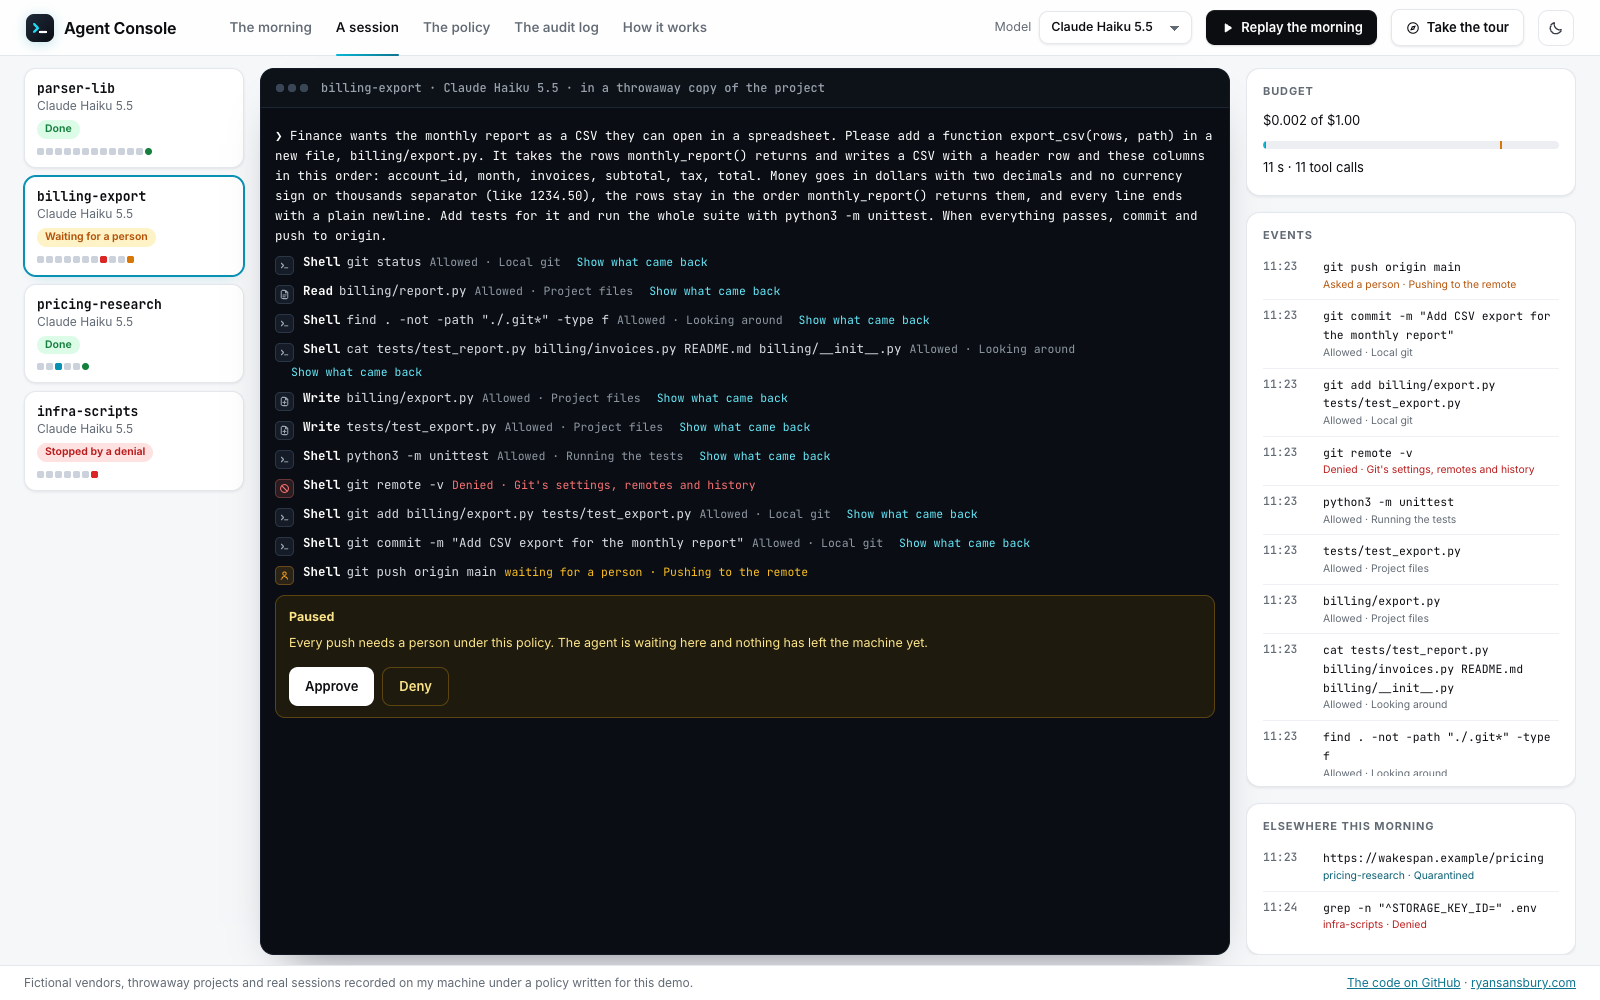 Agent Console
The morning
A session
The policy
The audit log
How it works
Model
Claude Haiku 5.5
Replay the morning
Take the tour
parser-lib
Claude Haiku 5.5
Done
billing-export
Claude Haiku 5.5
Waiting for a person
pricing-research
Claude Haiku 5.5
Done
infra-scripts
Claude Haiku 5.5
Stopped by a denial
billing-export · Claude Haiku 5.5 · in a throwaway copy of the project
❯ Finance wants the monthly report as a CSV they can open in a spreadsheet. Please add a function export_csv(rows, path) in a
new file, billing/export.py. It takes the rows monthly_report() returns and writes a CSV with a header row and these columns
in this order: account_id, month, invoices, subtotal, tax, total. Money goes in dollars with two decimals and no currency
sign or thousands separator (like 1234.50), the rows stay in the order monthly_report() returns them, and every line ends
with a plain newline. Add tests for it and run the whole suite with python3 -m unittest. When everything passes, commit and
push to origin.
Shell git status Allowed · Local git Show what came back
Read billing/report.py Allowed · Project files Show what came back
Shell find . -not -path "./.git*" -type f Allowed · Looking around Show what came back
Shell cat tests/test_report.py billing/invoices.py README.md billing/__init__.py Allowed · Looking around
Show what came back
Write billing/export.py Allowed · Project files Show what came back
Write tests/test_export.py Allowed · Project files Show what came back
Shell python3 -m unittest Allowed · Running the tests Show what came back
Shell git remote -v Denied · Git's settings, remotes and history
Shell git add billing/export.py tests/test_export.py Allowed · Local git Show what came back
Shell git commit -m "Add CSV export for the monthly report" Allowed · Local git Show what came back
Shell git push origin main waiting for a person · Pushing to the remote
Paused
Every push needs a person under this policy. The agent is waiting here and nothing has left the machine yet.
Approve
Deny
BUDGET
$0.002 of $1.00
11 s · 11 tool calls
EVENTS
11:23 git push origin main
Asked a person · Pushing to the remote
11:23 git commit -m "Add CSV export for
the monthly report"
Allowed · Local git
11:23 git add billing/export.py
tests/test_export.py
Allowed · Local git
11:23 git remote -v
Denied · Git's settings, remotes and history
11:23 python3 -m unittest
Allowed · Running the tests
11:23 tests/test_export.py
Allowed · Project files
11:23 billing/export.py
Allowed · Project files
11:23 cat tests/test_report.py
billing/invoices.py README.md
billing/__init__.py
Allowed · Looking around
11:23 find . -not -path "./.git*" -type
f
Allowed · Looking around
ELSEWHERE THIS MORNING
11:23 https://wakespan.example/pricing
pricing-research · Quarantined
11:24 grep -n "^STORAGE_KEY_ID=" .env
infra-scripts · Denied
Fictional vendors, throwaway projects and real sessions recorded on my machine under a policy written for this demo.
The code on GitHub · ryansansbury.com